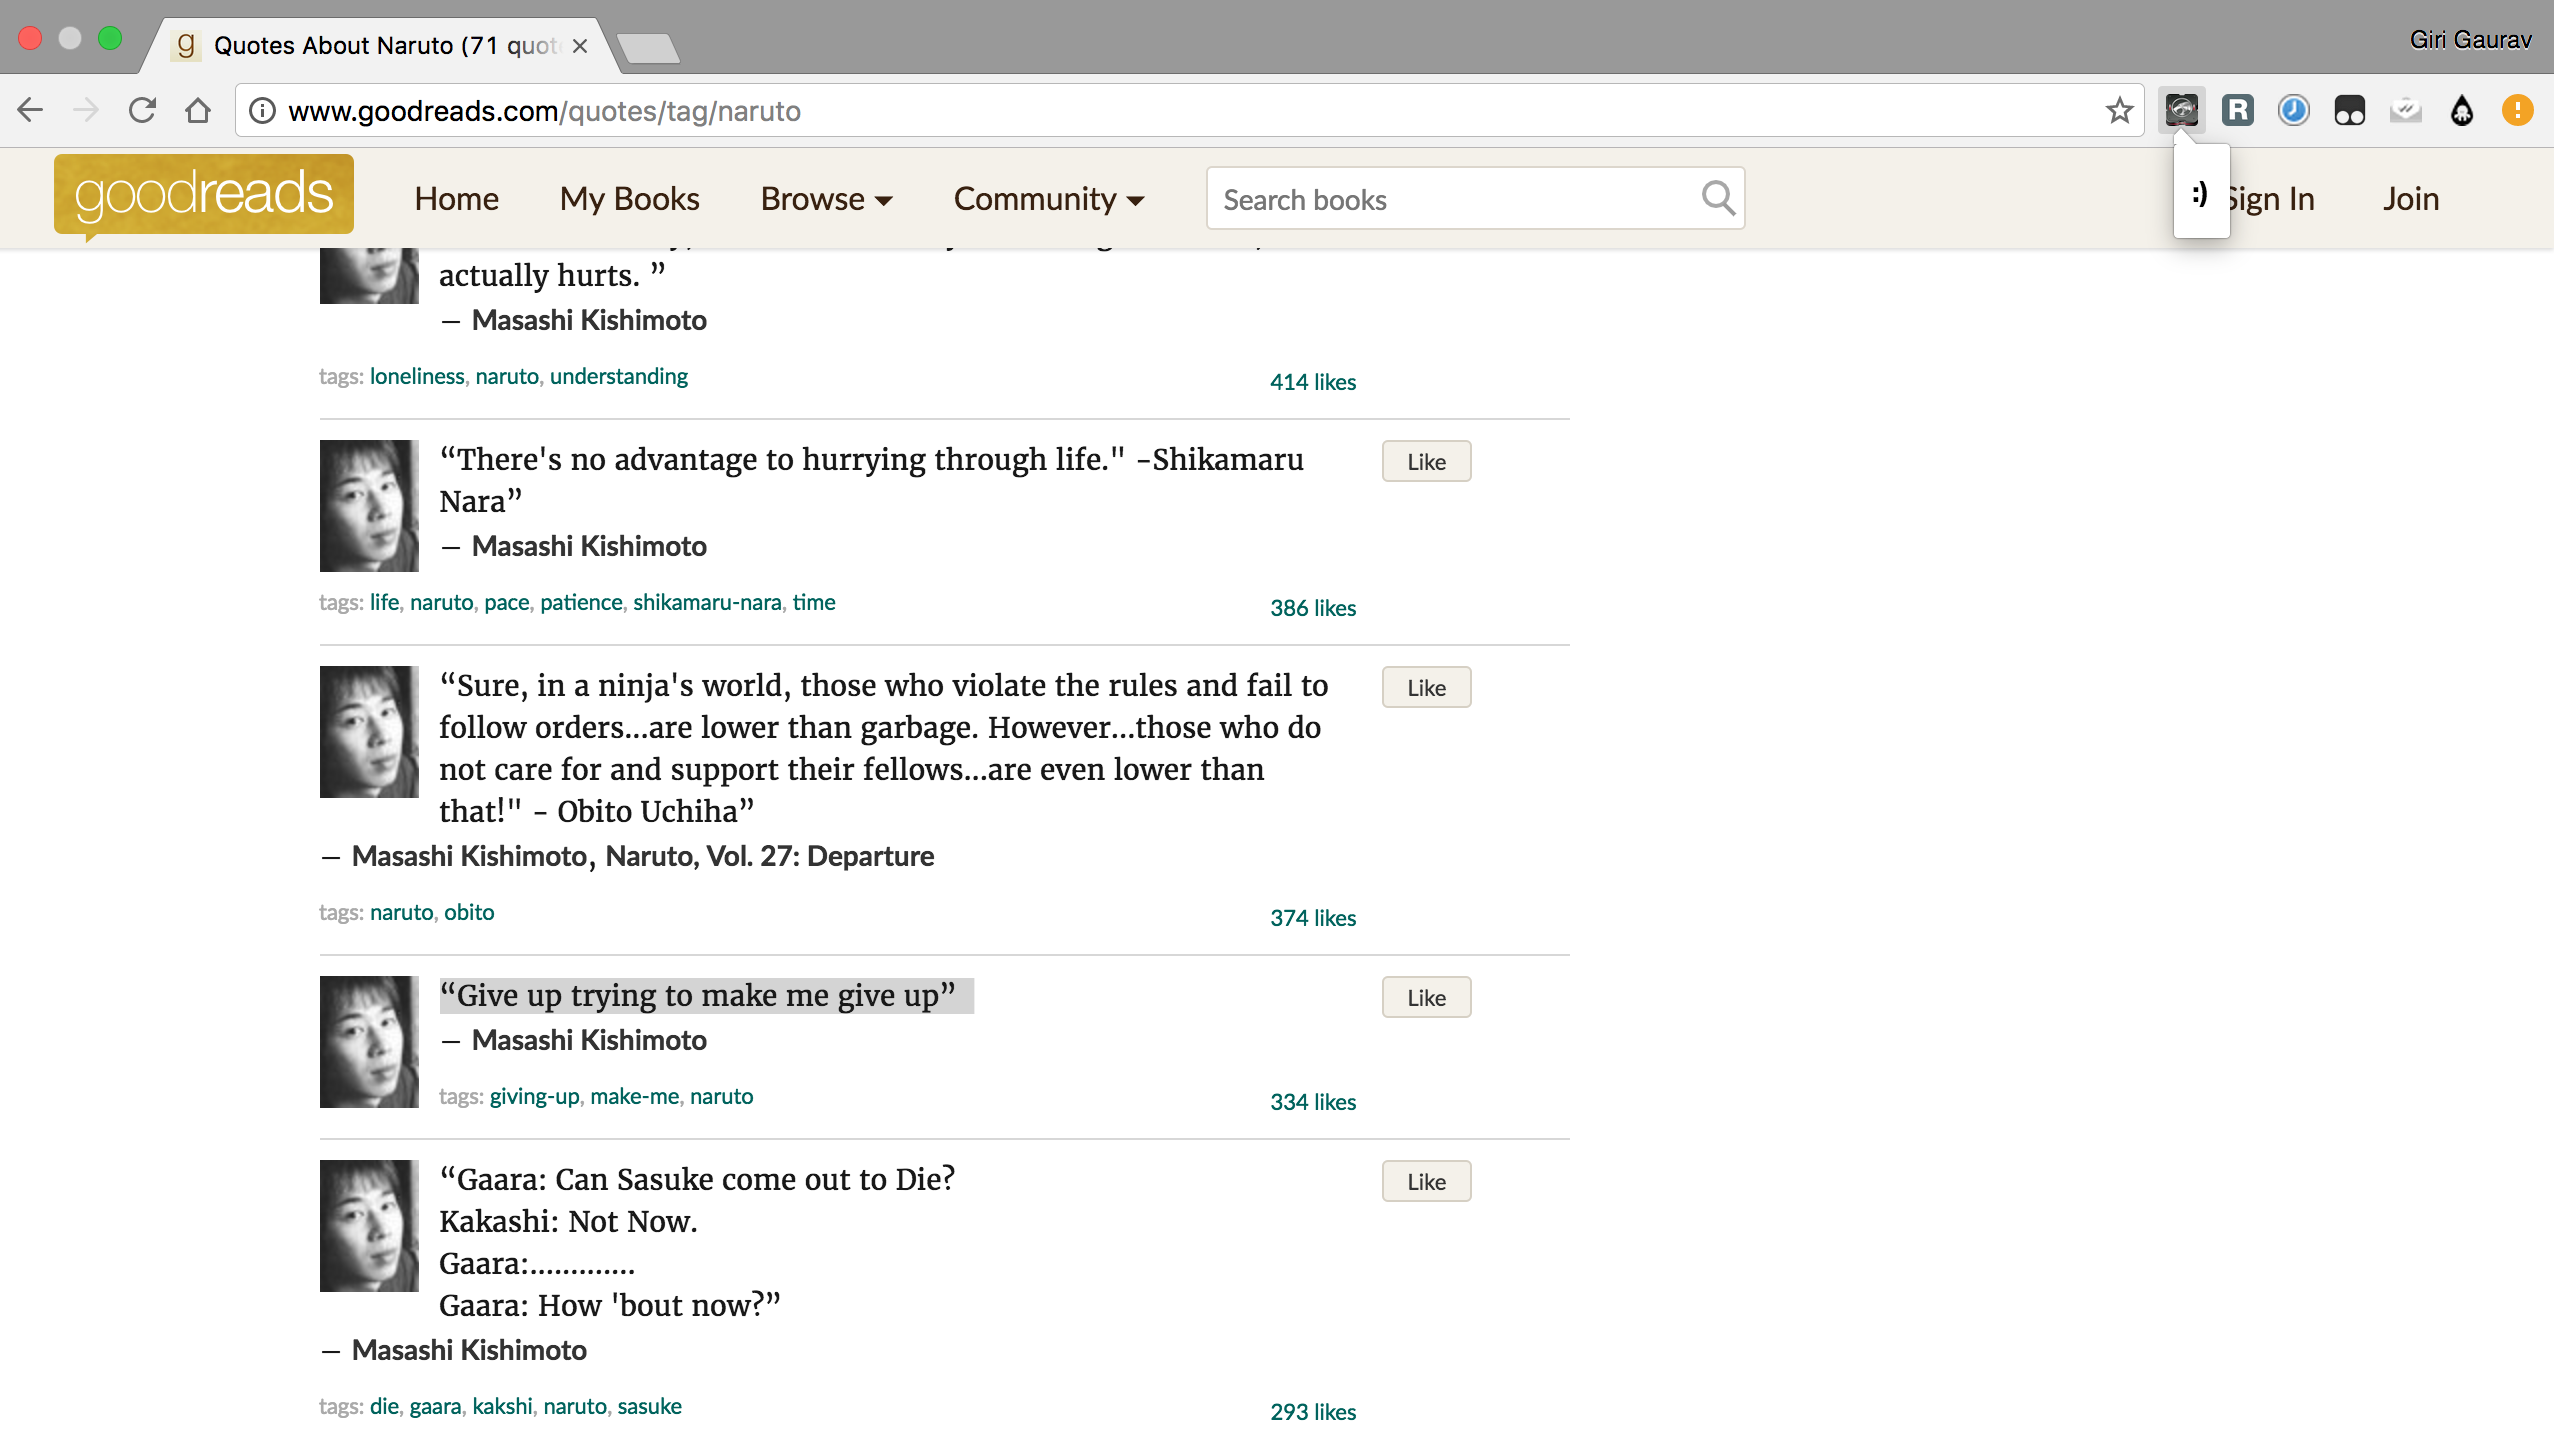 Quotes About Naruto (71 quot
Giri Gaurav
www.goodreads.com/quotes/tag/naruto
goodreads
Home
My Books
Browse
Community
Search books
:)
Sign In
Join
actually hurts. ”
— Masashi Kishimoto
tags: loneliness, naruto, understanding
414 likes
“There's no advantage to hurrying through life." -Shikamaru
Nara”
Like
— Masashi Kishimoto
tags: life, naruto, pace, patience, shikamaru-nara, time
386 likes
“Sure, in a ninja's world, those who violate the rules and fail to
Like
follow orders...are lower than garbage. However...those who do
not care for and support their fellows...are even lower than
that!" - Obito Uchiha”
— Masashi Kishimoto, Naruto, Vol. 27: Departure
tags: naruto, obito
374 likes
“Give up trying to make me give up”
Like
— Masashi Kishimoto
tags: giving-up, make-me, naruto
334 likes
“Gaara: Can Sasuke come out to Die?
Like
Kakashi: Not Now.
Gaara:.............
Gaara: How 'bout now?”
— Masashi Kishimoto
tags: die, gaara, kakshi, naruto, sasuke
293 likes